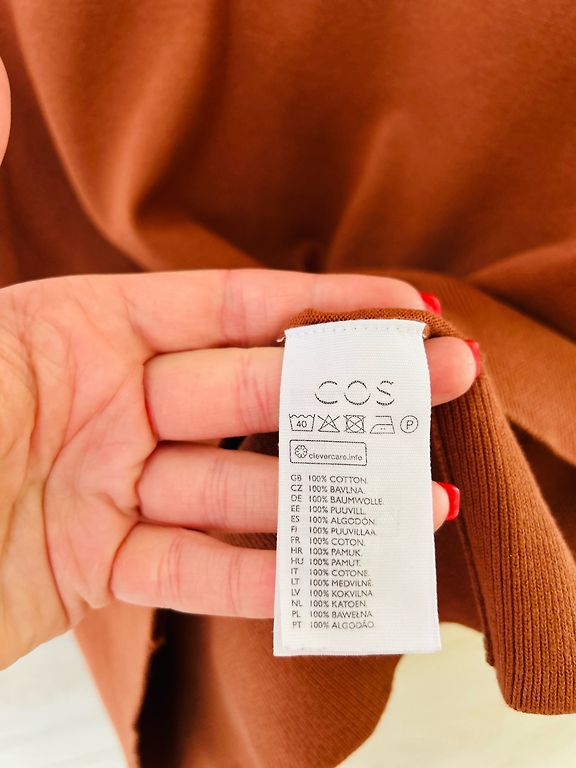 COS
40 P
clevercare.info
GB 100% COTTON.
CZ 100% BAVLNA.
DE 100% BAUMWOLLE.
EE 100% PUUVILL.
ES 100% ALGODÓN.
FI 100% PUUVILLAA.
FR 100% COTON.
HR 100% PAMUK.
HU 100% PAMUT.
IT 100% COTONE.
LT 100% MEDVILNĖ.
LV 100% KOKVILNA.
NL 100% KATOEN.
PL 100% BAWEŁNA.
PT 100% ALGODÃO.